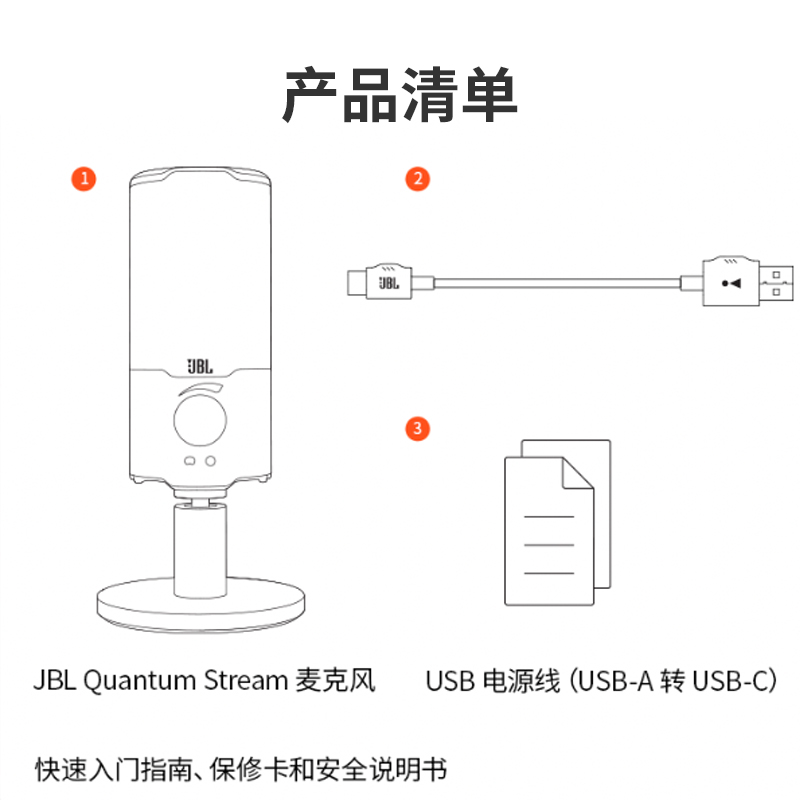 产品清单
1
2
JBL
JBL
3
JBL Quantum Stream 麦克风
USB 电源线（USB-A 转 USB-C）
快速入门指南、保修卡和安全说明书